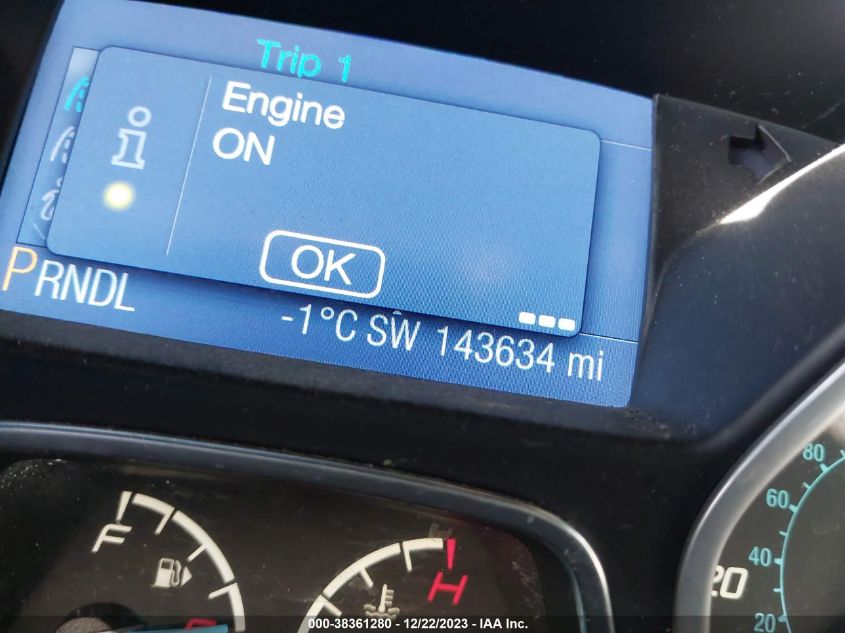 Trip 1
Engine
ON
OK
PRNDL
-1°C SW 143634 mi
F
H
80
60
40
20
20
000-38361280 - 12/22/2023 - IAA Inc.